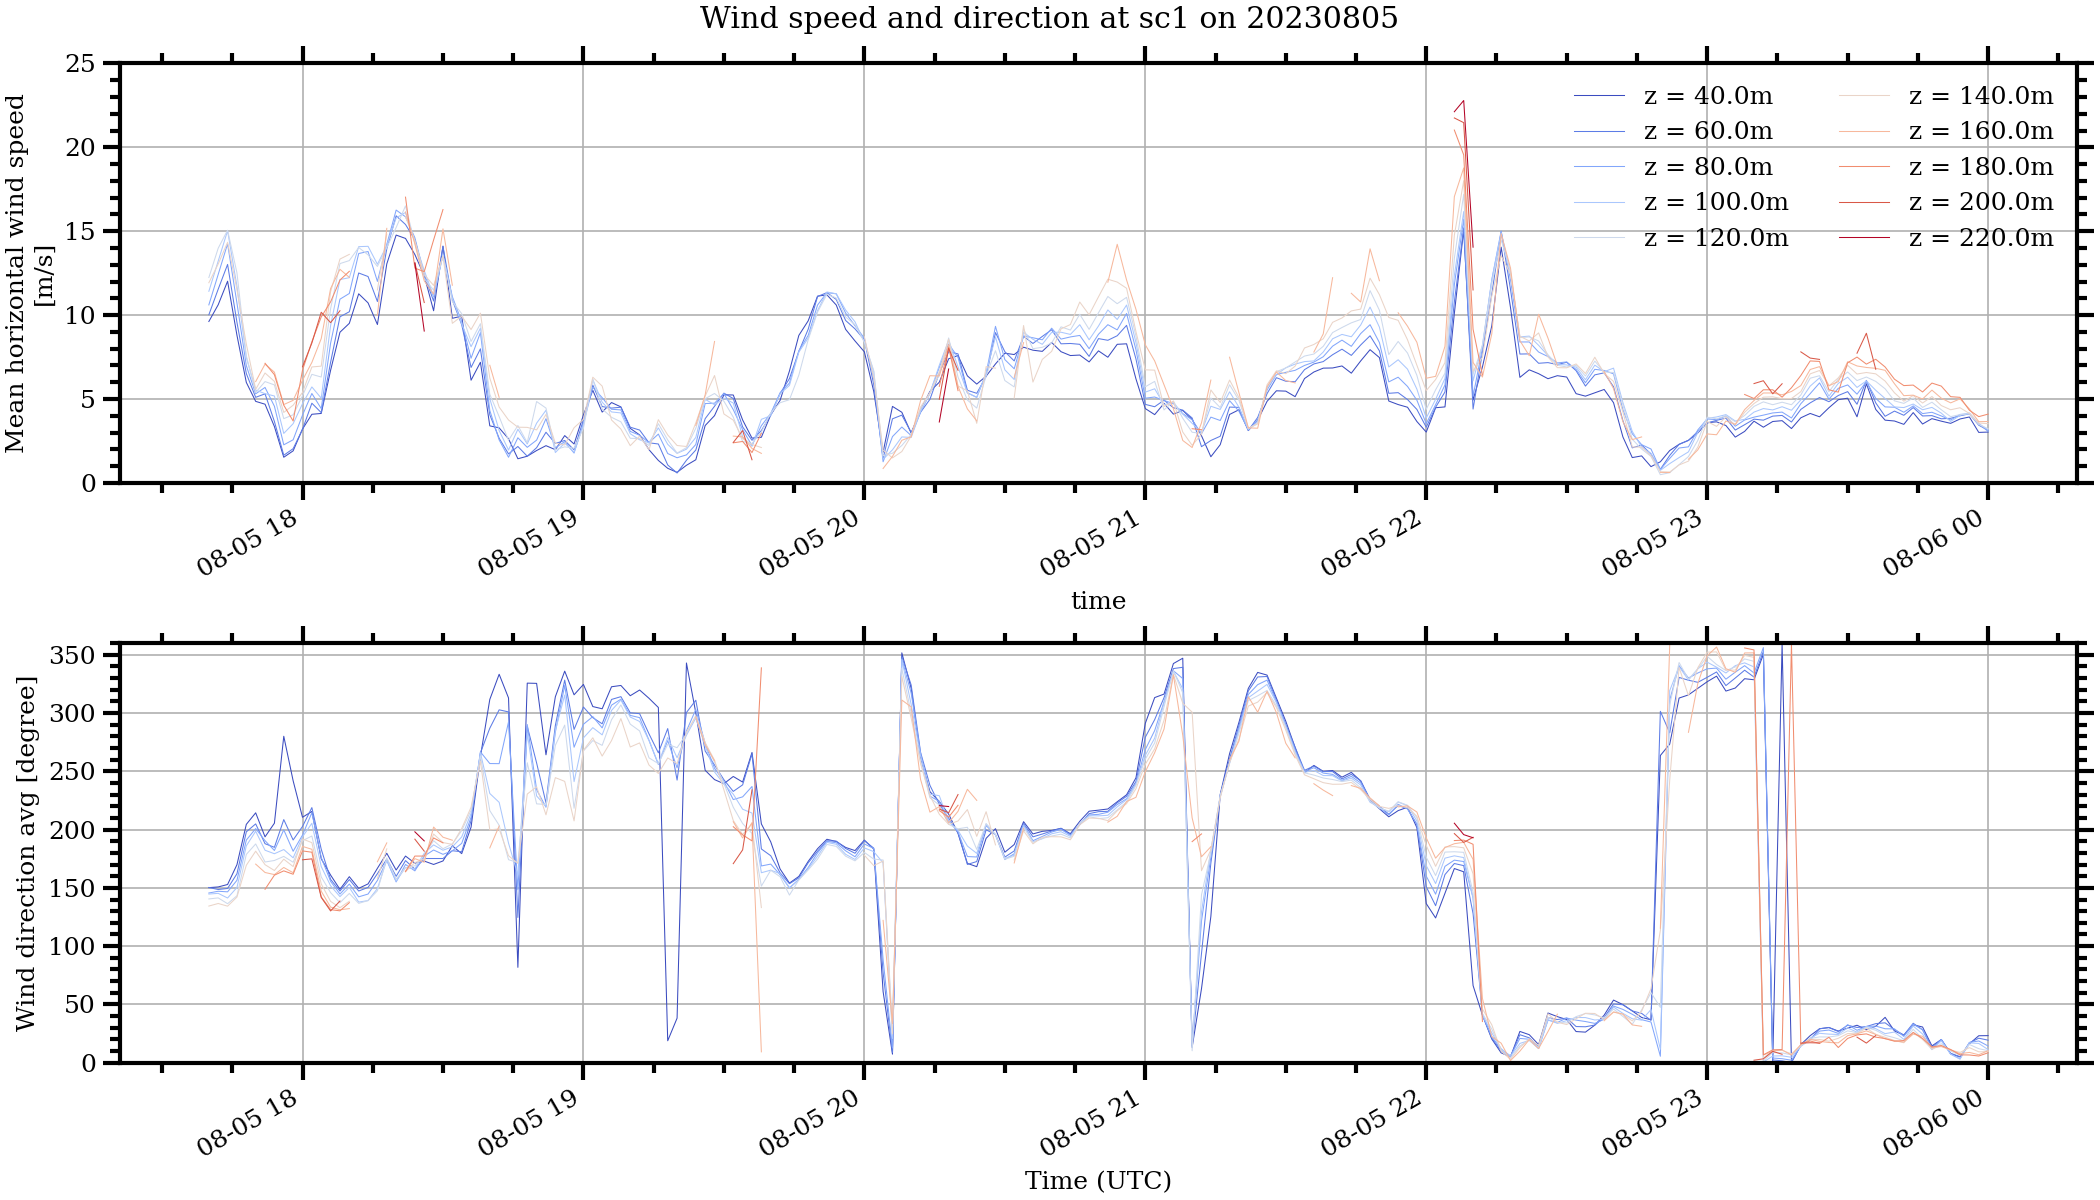 Wind speed and direction at sc1 on 20230805
Mean horizontal wind speed
[m/s]
25
20
15
10
5
0
z = 40.0m
z = 60.0m
z = 80.0m
z = 100.0m
z = 120.0m
z = 140.0m
z = 160.0m
z = 180.0m
z = 200.0m
z = 220.0m
08-05 18
08-05 19
08-05 20
08-05 21
08-05 22
08-05 23
08-06 00
time
Wind direction avg [degree]
350
300
250
200
150
100
50
0
08-05 18
08-05 19
08-05 20
08-05 21
08-05 22
08-05 23
08-06 00
Time (UTC)